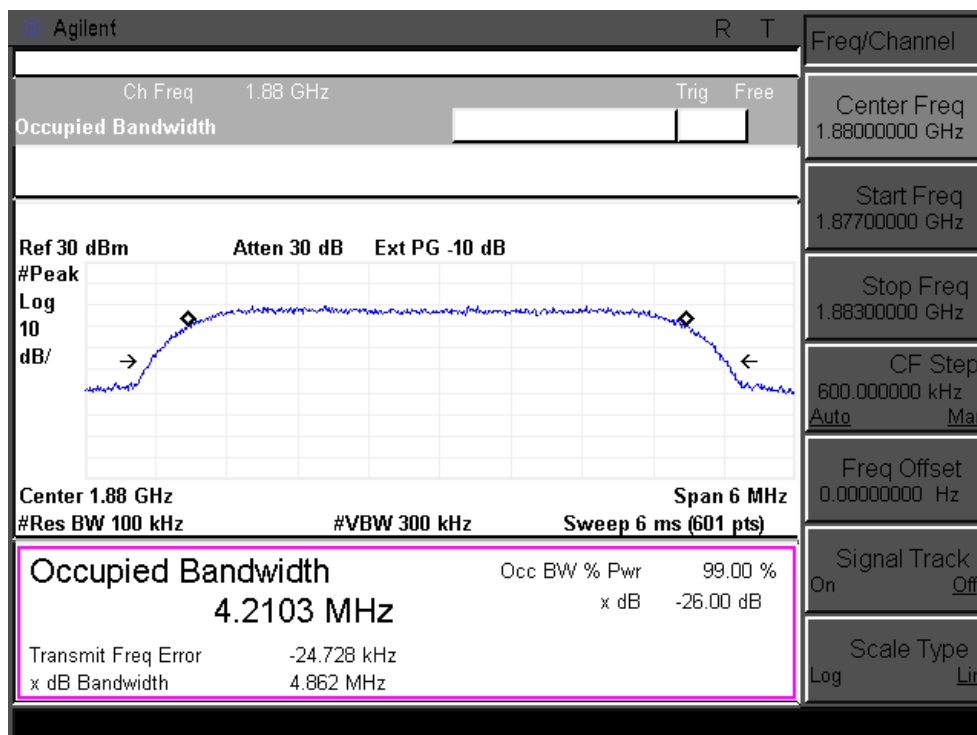 Agilent R T
Ch Freq 1.88 GHz Trig Free
Occupied Bandwidth
Ref 30 dBm Atten 30 dB Ext PG -10 dB
#Peak
Log
10
dB/
Center 1.88 GHz Span 6 MHz
#Res BW 100 kHz #VBW 300 kHz Sweep 6 ms (601 pts)
Occupied Bandwidth Occ BW % Pwr 99.00 %
4.2103 MHz x dB -26.00 dB
Transmit Freq Error -24.728 kHz
x dB Bandwidth 4.862 MHz
Freq/Channel
Center Freq
1.88000000 GHz
Start Freq
1.87700000 GHz
Stop Freq
1.88300000 GHz
CF Step
600.000000 kHz
Auto Ma
Freq Offset
0.00000000 Hz
Signal Track
On Off
Scale Type
Log Lin